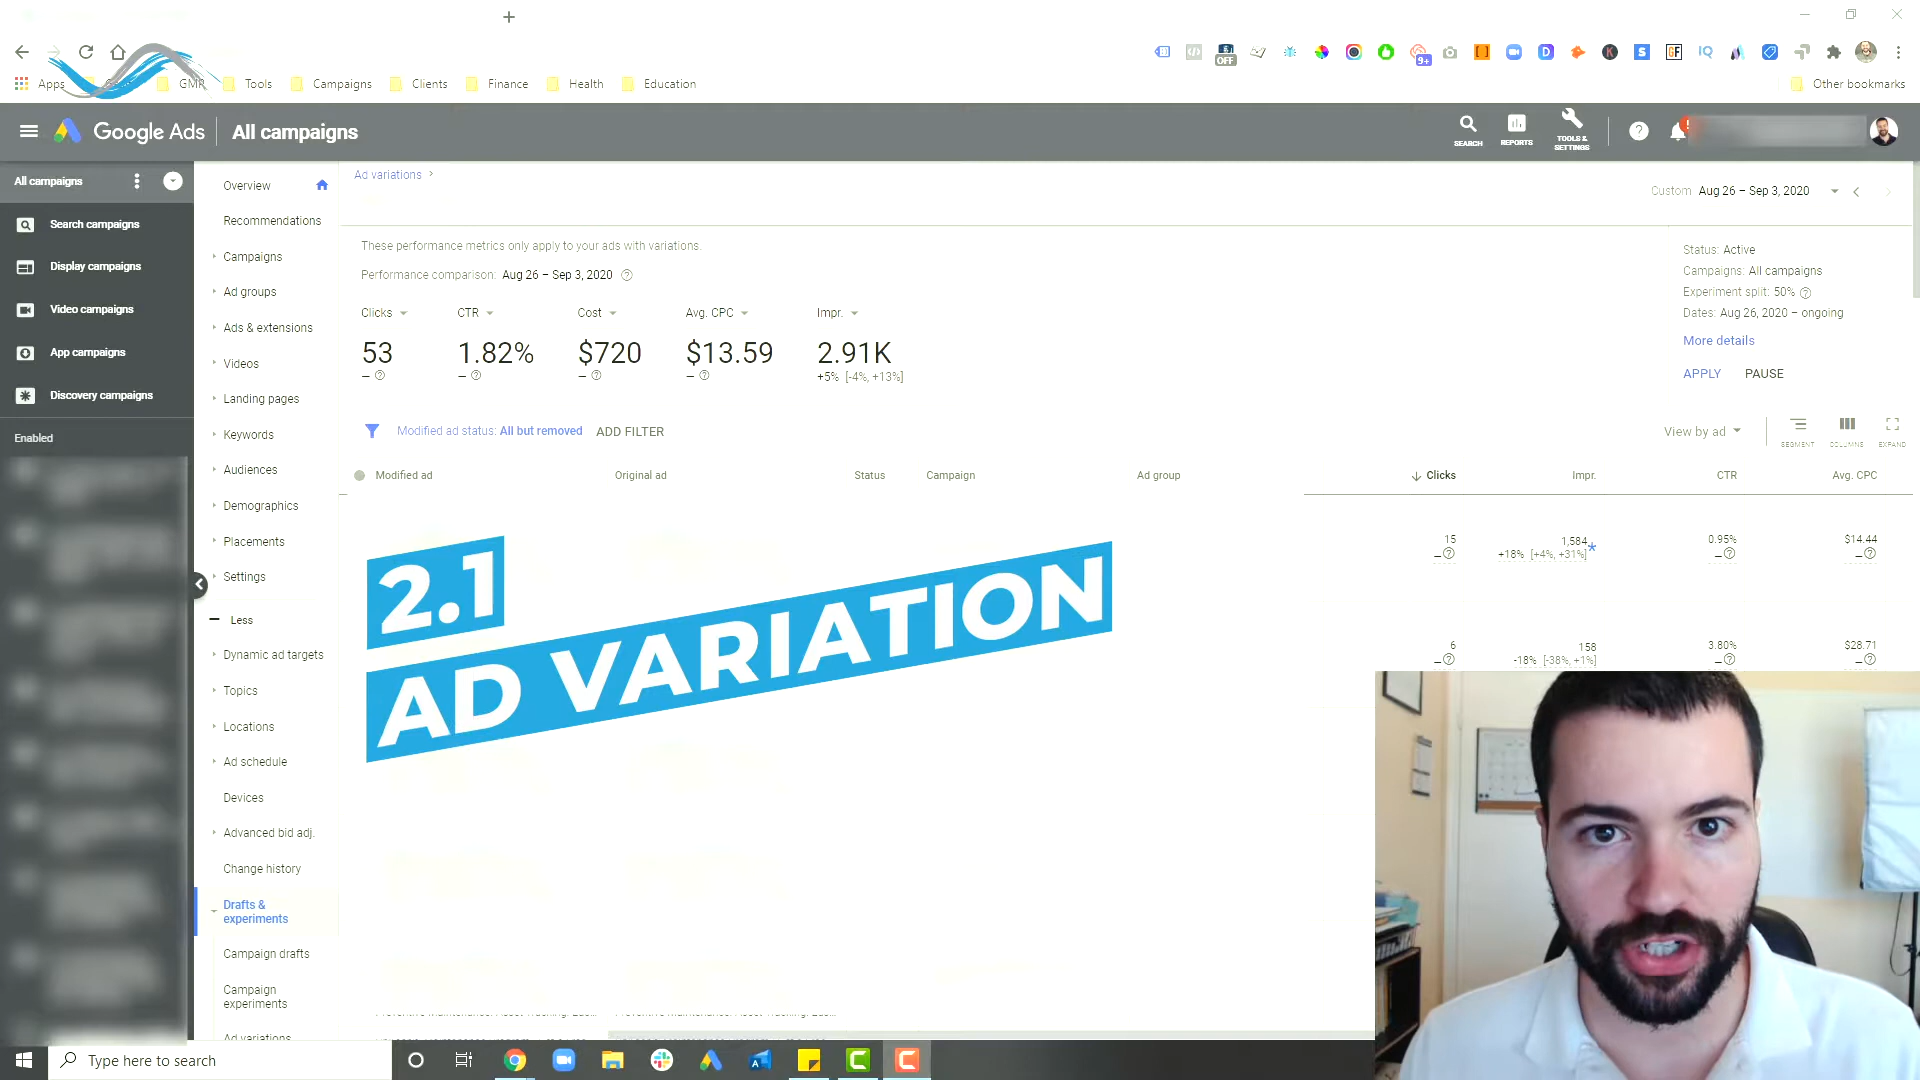 OFF
9+
Apps
GMR
Tools
Campaigns
Clients
Finance
Health
Education
Other bookmarks
Google Ads
All campaigns
SEARCH
REPORTS
TOOLS &
SETTINGS
All campaigns
Search campaigns
Display campaigns
Video campaigns
App campaigns
Discovery campaigns
Enabled
Overview
Recommendations
Campaigns
Ad groups
Ads & extensions
Videos
Landing pages
Keywords
Audiences
Demographics
Placements
Settings
Less
Dynamic ad targets
Topics
Locations
Ad schedule
Devices
Advanced bid adj.
Change history
Drafts &
experiments
Campaign drafts
Campaign
experiments
Ad variations
Ad variations >
Custom Aug 26 – Sep 3, 2020
These performance metrics only apply to your ads with variations.
Performance comparison: Aug 26 – Sep 3, 2020
Clicks CTR Cost Avg. CPC Impr.
53 1.82% $720 $13.59 2.91K
– – – – +5% [-4%, +13%]
Status: Active
Campaigns: All campaigns
Experiment split: 50%
Dates: Aug 26, 2020 – ongoing
More details
APPLY PAUSE
Modified ad status: All but removed ADD FILTER
View by ad
SEGMENT COLUMNS EXPAND
Modified ad Original ad Status Campaign Ad group Clicks Impr. CTR Avg. CPC
15 1,584 0.95% $14.44
– +18% [+4%, +31%]* – –
6 158 3.80% $28.71
– -18% [-38%, +1%] – –
2.1
AD VARIATION
Type here to search